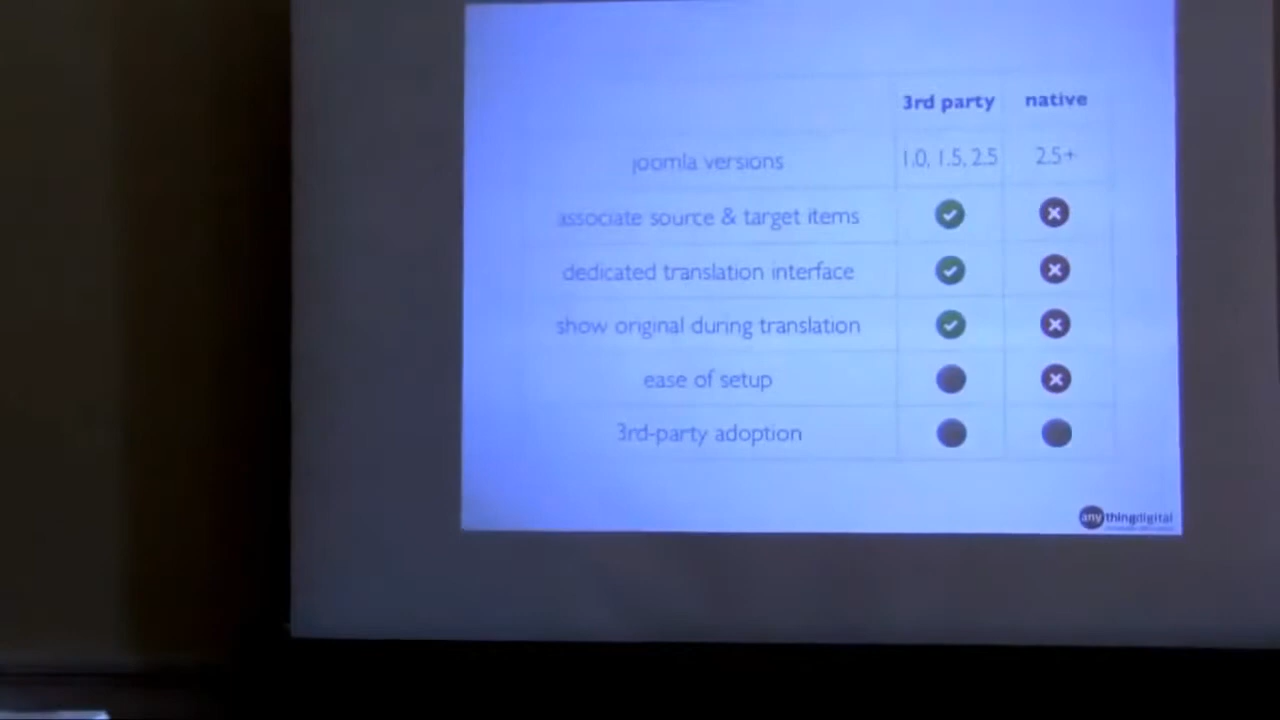 3rd party native
joomla versions 1.0, 1.5, 2.5 2.5+
associate source & target items
dedicated translation interface
show original during translation
ease of setup
3rd-party adoption
anythingdigital